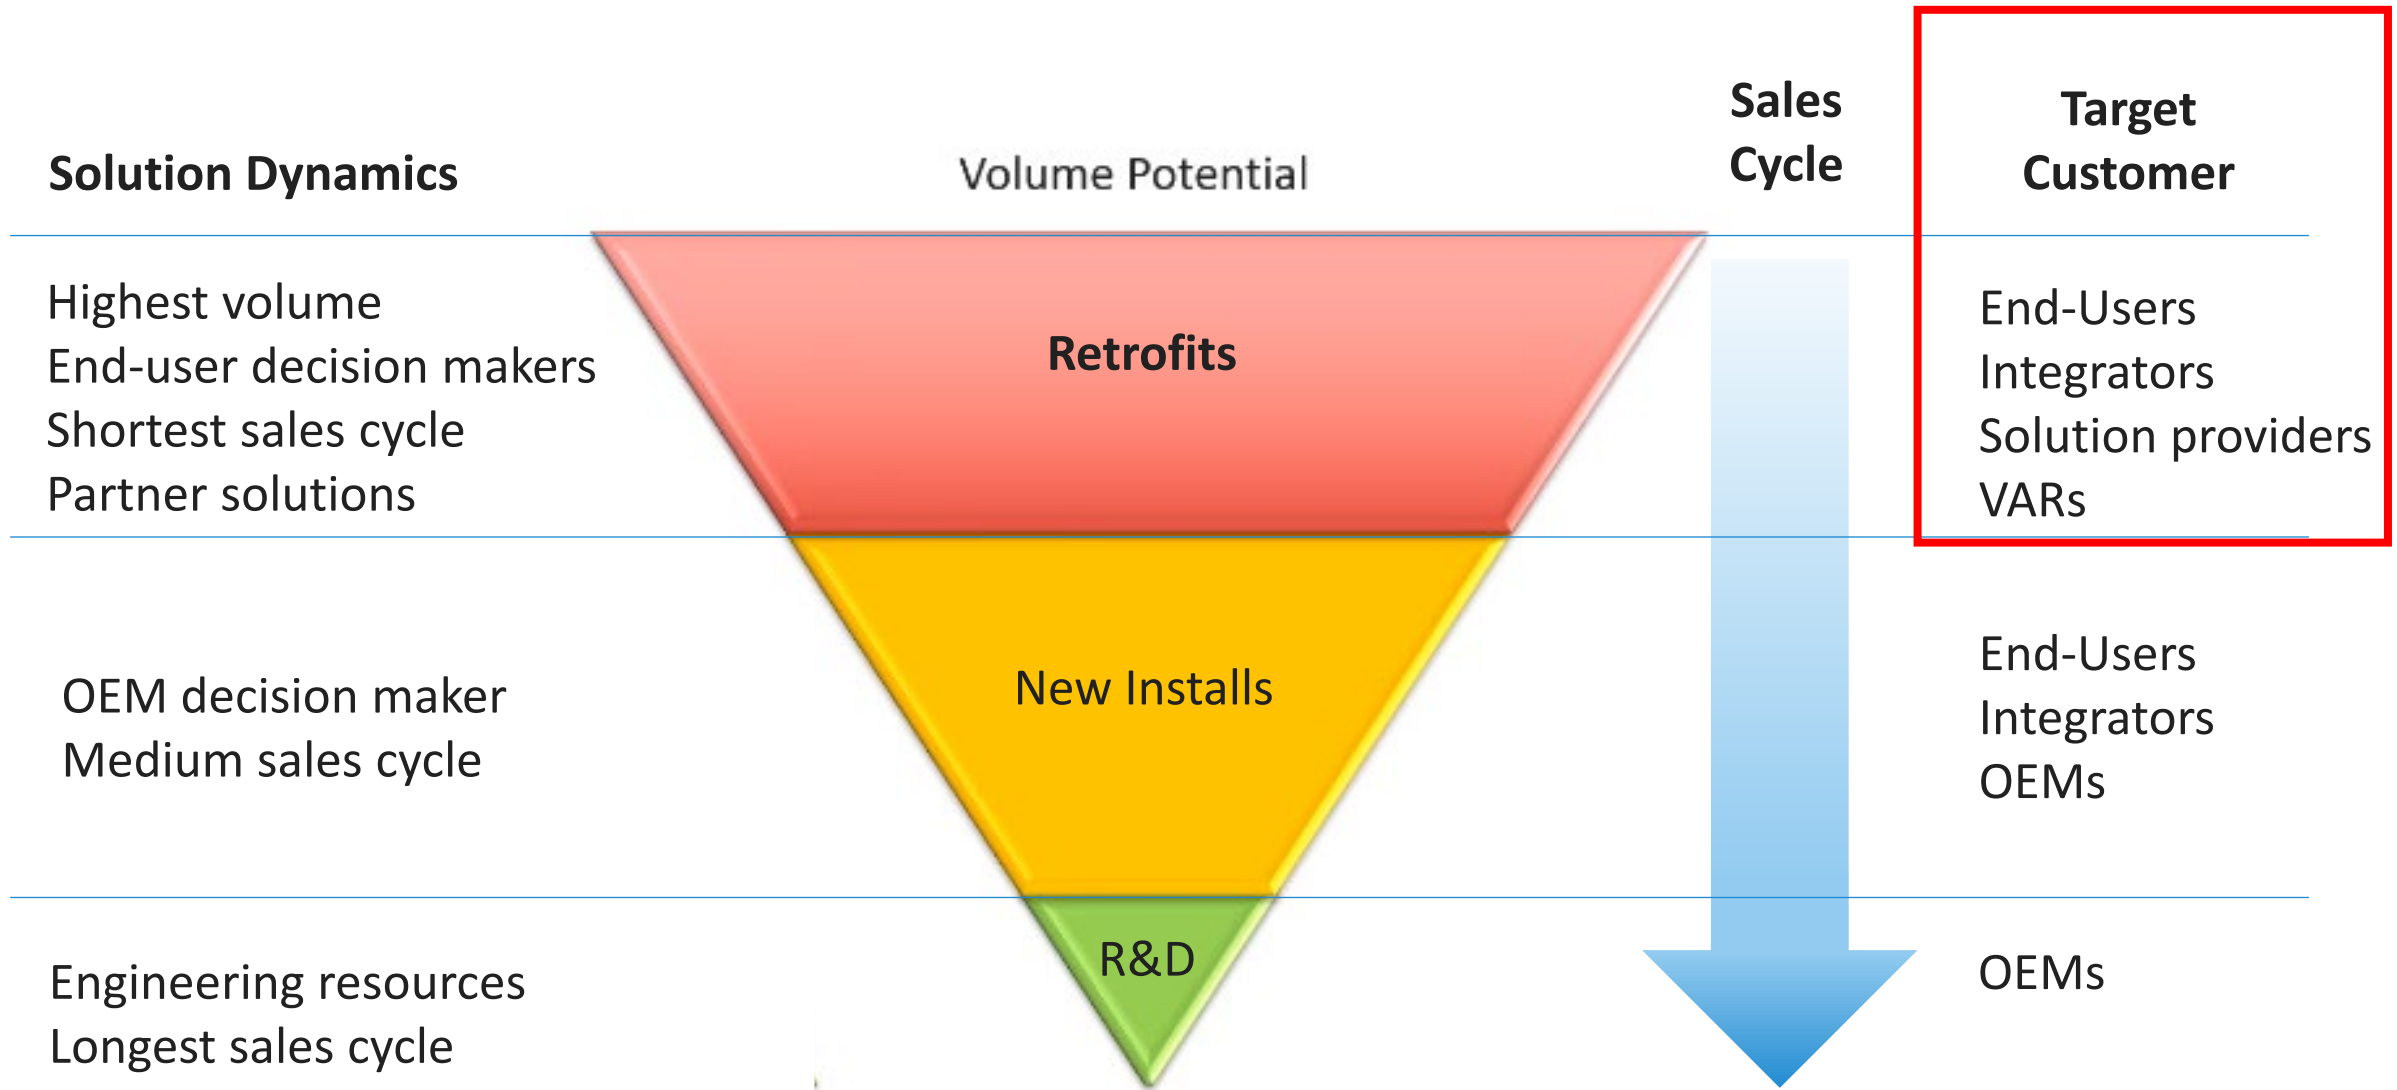 Solution Dynamics
Volume Potential
Sales
Cycle
Target
Customer
Highest volume
End-user decision makers
Shortest sales cycle
Partner solutions
Retrofits
End-Users
Integrators
Solution providers
VARs
OEM decision maker
Medium sales cycle
New Installs
End-Users
Integrators
OEMs
Engineering resources
Longest sales cycle
R&D
OEMs